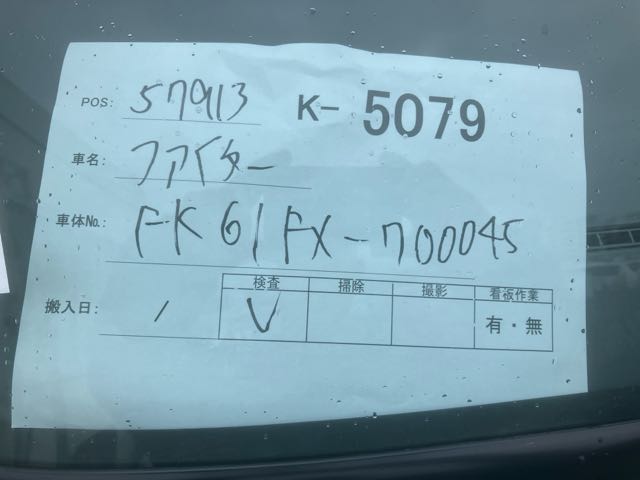 POS: 57913 K- 5079
車名: ファイター
車体No.: FK61FX-700045
検査 掃除 撮影 看板作業
搬入日: / V 有・無